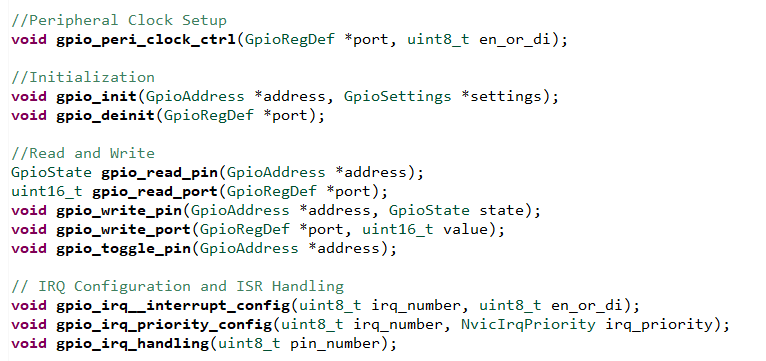 //Peripheral Clock Setup
void gpio_peri_clock_ctrl(GpioRegDef *port, uint8_t en_or_di);
//Initialization
void gpio_init(GpioAddress *address, GpioSettings *settings);
void gpio_deinit(GpioRegDef *port);
//Read and Write
GpioState gpio_read_pin(GpioAddress *address);
uint16_t gpio_read_port(GpioRegDef *port);
void gpio_write_pin(GpioAddress *address, GpioState state);
void gpio_write_port(GpioRegDef *port, uint16_t value);
void gpio_toggle_pin(GpioAddress *address);
// IRQ Configuration and ISR Handling
void gpio_irq__interrupt_config(uint8_t irq_number, uint8_t en_or_di);
void gpio_irq_priority_config(uint8_t irq_number, NvicIrqPriority irq_priority);
void gpio_irq_handling(uint8_t pin_number);